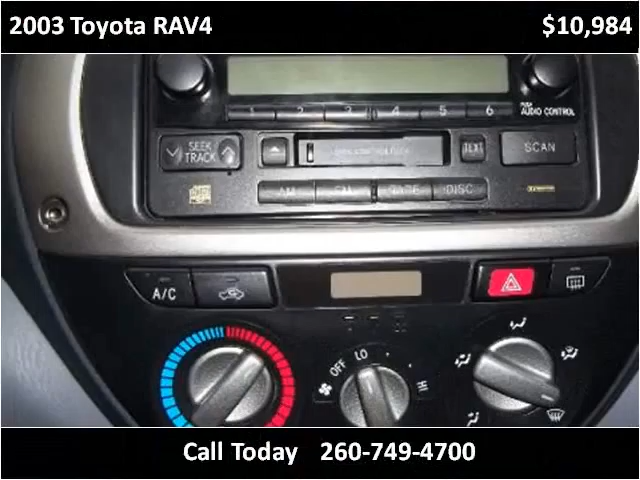 2003 Toyota RAV4 $10,984
1 2 3 4 5 6
PUSH
AUDIO CONTROL
SEEK
TRACK
TEXT
SCAN
AM FM TAPE DISC
A/C
OFF LO
HI
Call Today 260-749-4700